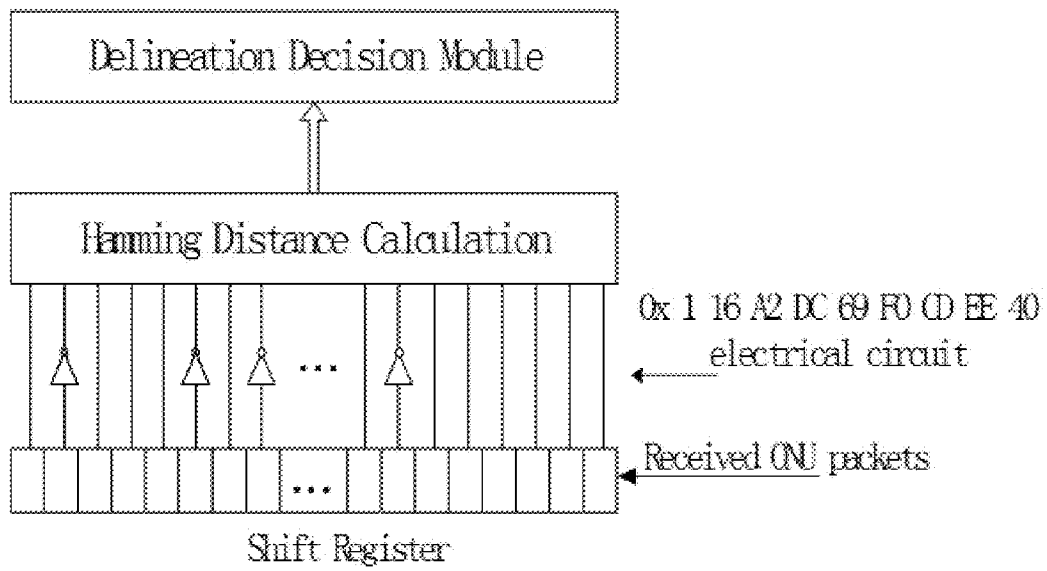 Delineation Decision Module
Hamming Distance Calculation
0x 1 16 A2 DC 69 F0 CD EE 40
electrical circuit
...
Received ONU packets
...
Shift Register